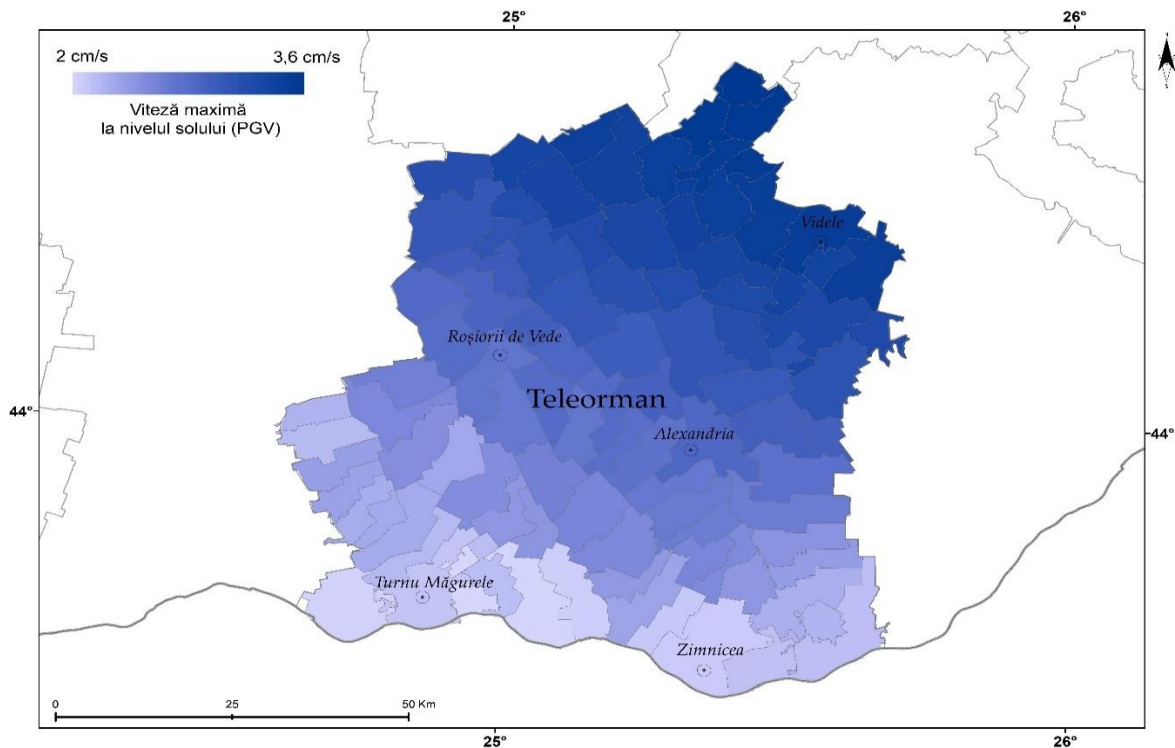 25°
26°
2 cm/s
3,6 cm/s
Viteză maximă
la nivelul solului (PGV)
Videle
Roșiorii de Vede
Teleorman
44°
Alexandria
44°
Turnu Măgurele
Zimnicea
0
25
50 Km
25°
26°